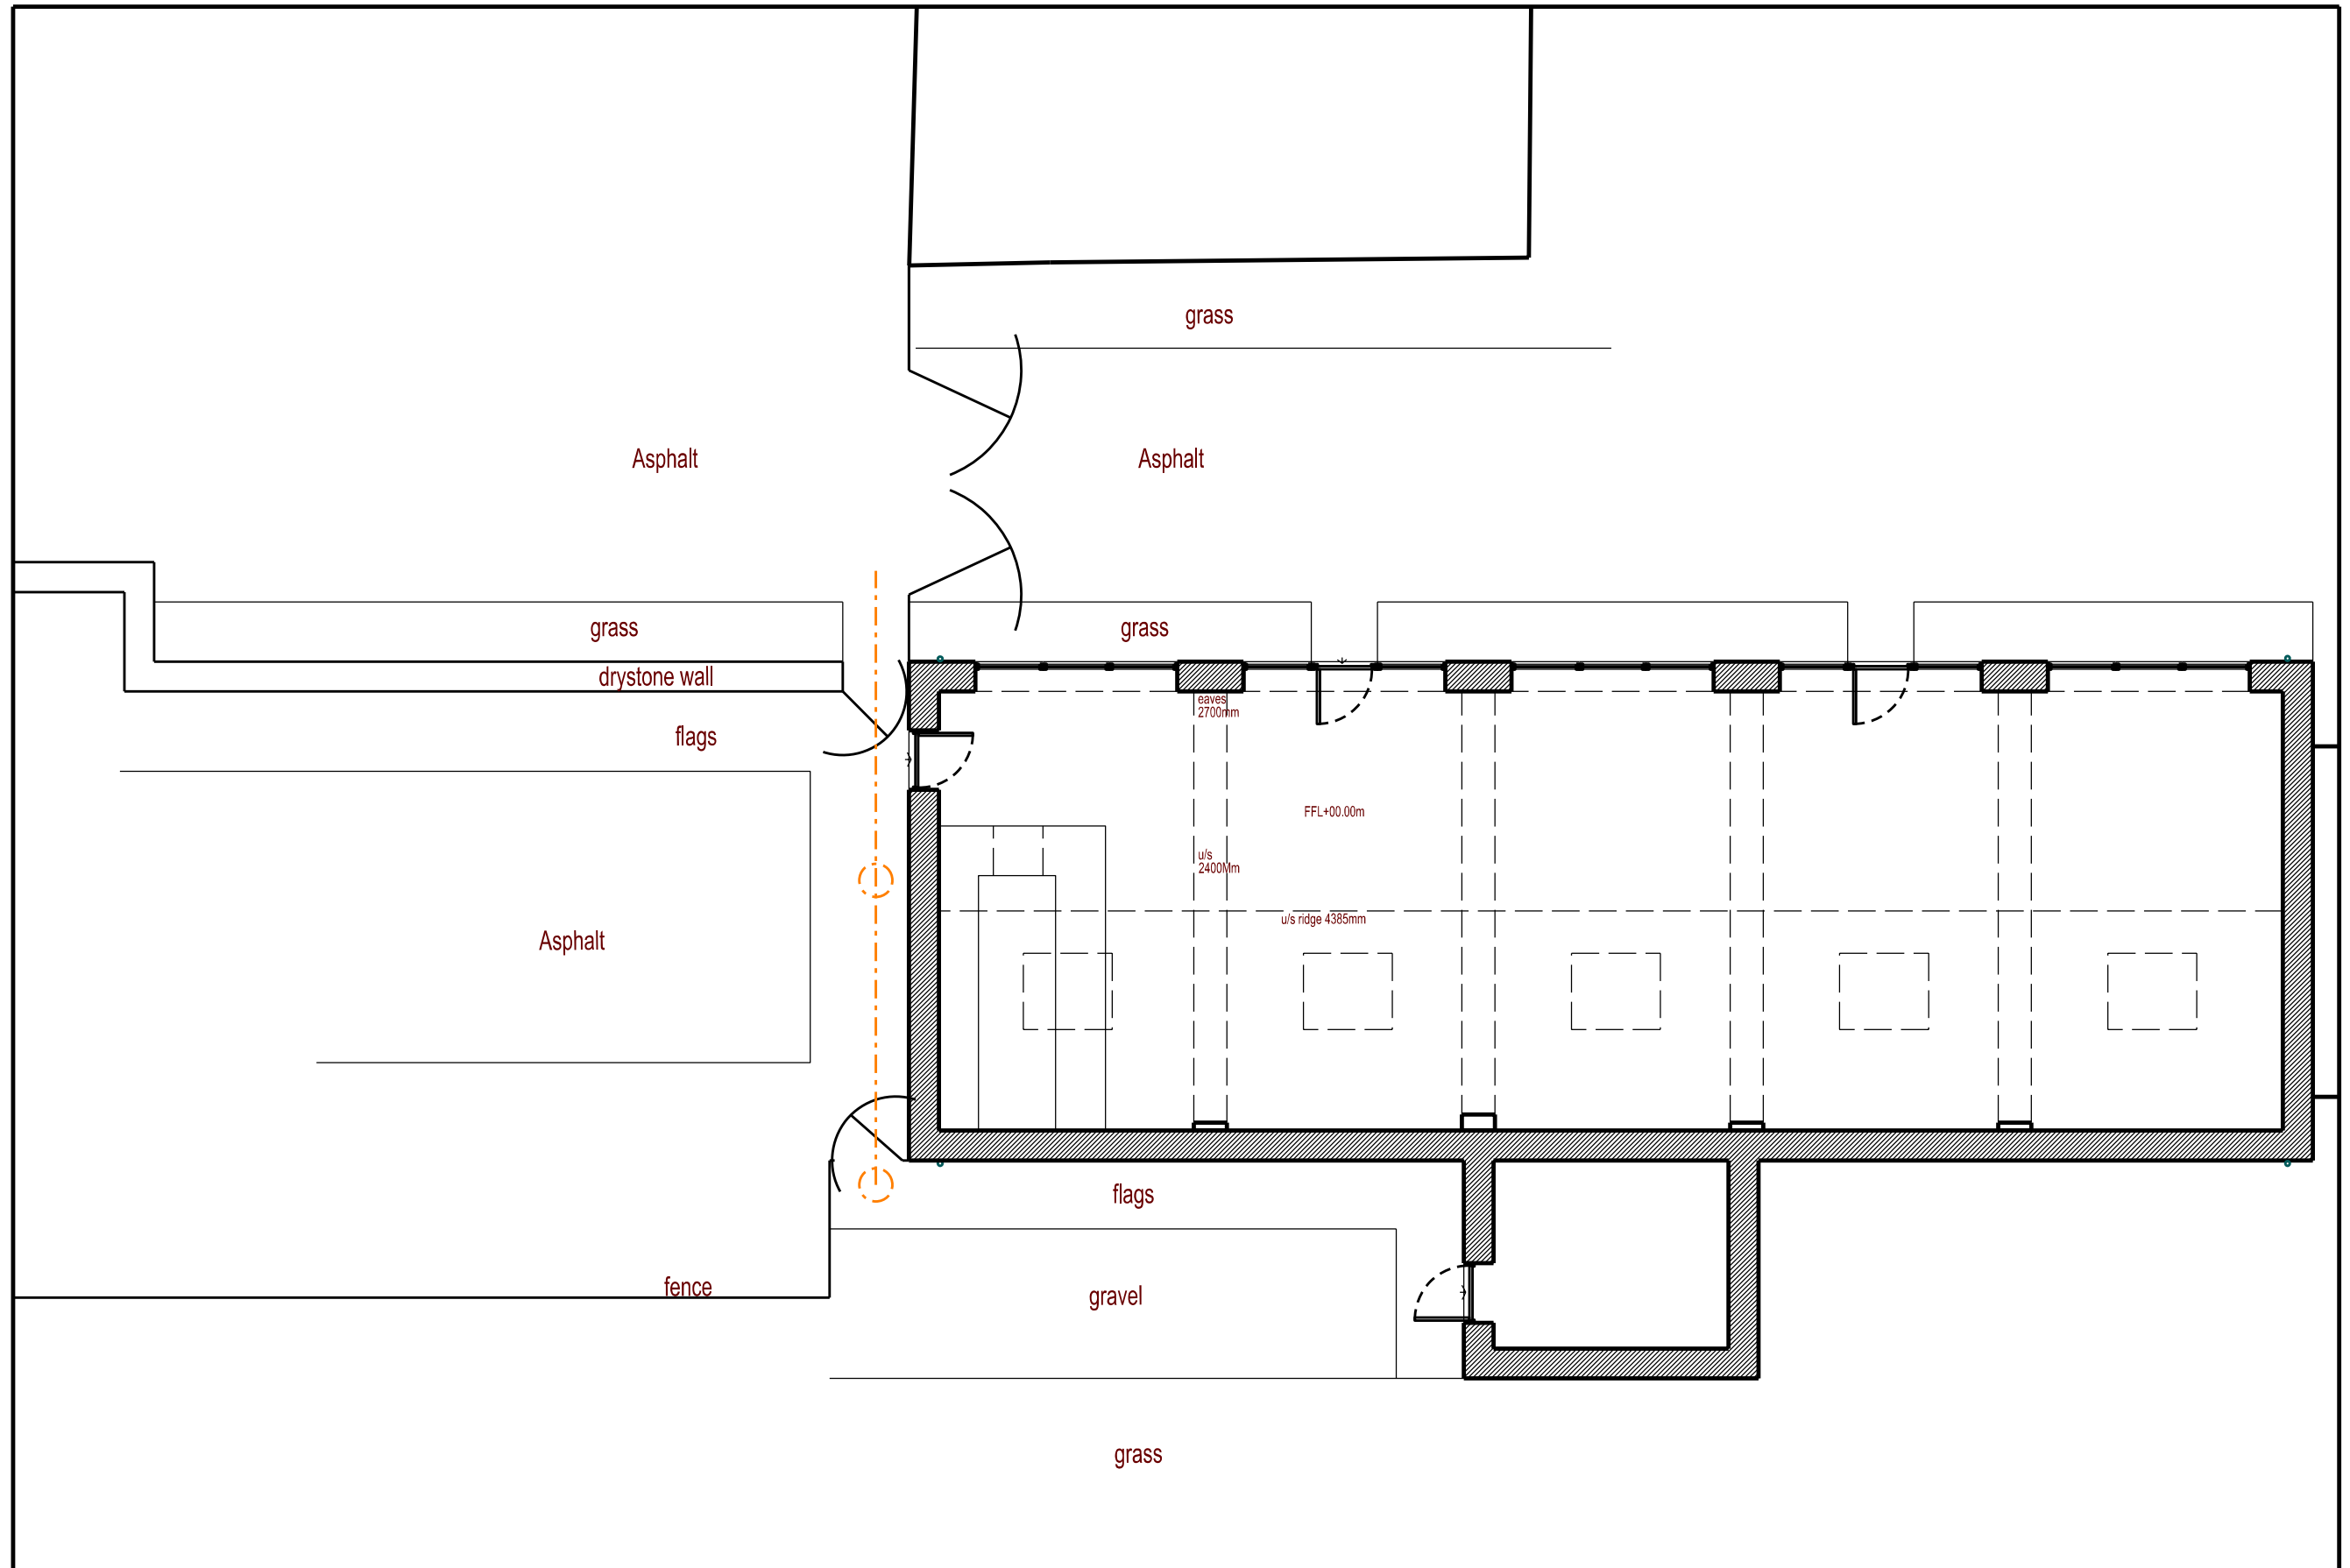 grass
Asphalt
Asphalt
grass
grass
drystone wall
flags
eaves
2700mm
FFL+00.00m
u/s
2400Mm
u/s ridge 4385mm
Asphalt
flags
fence
gravel
grass